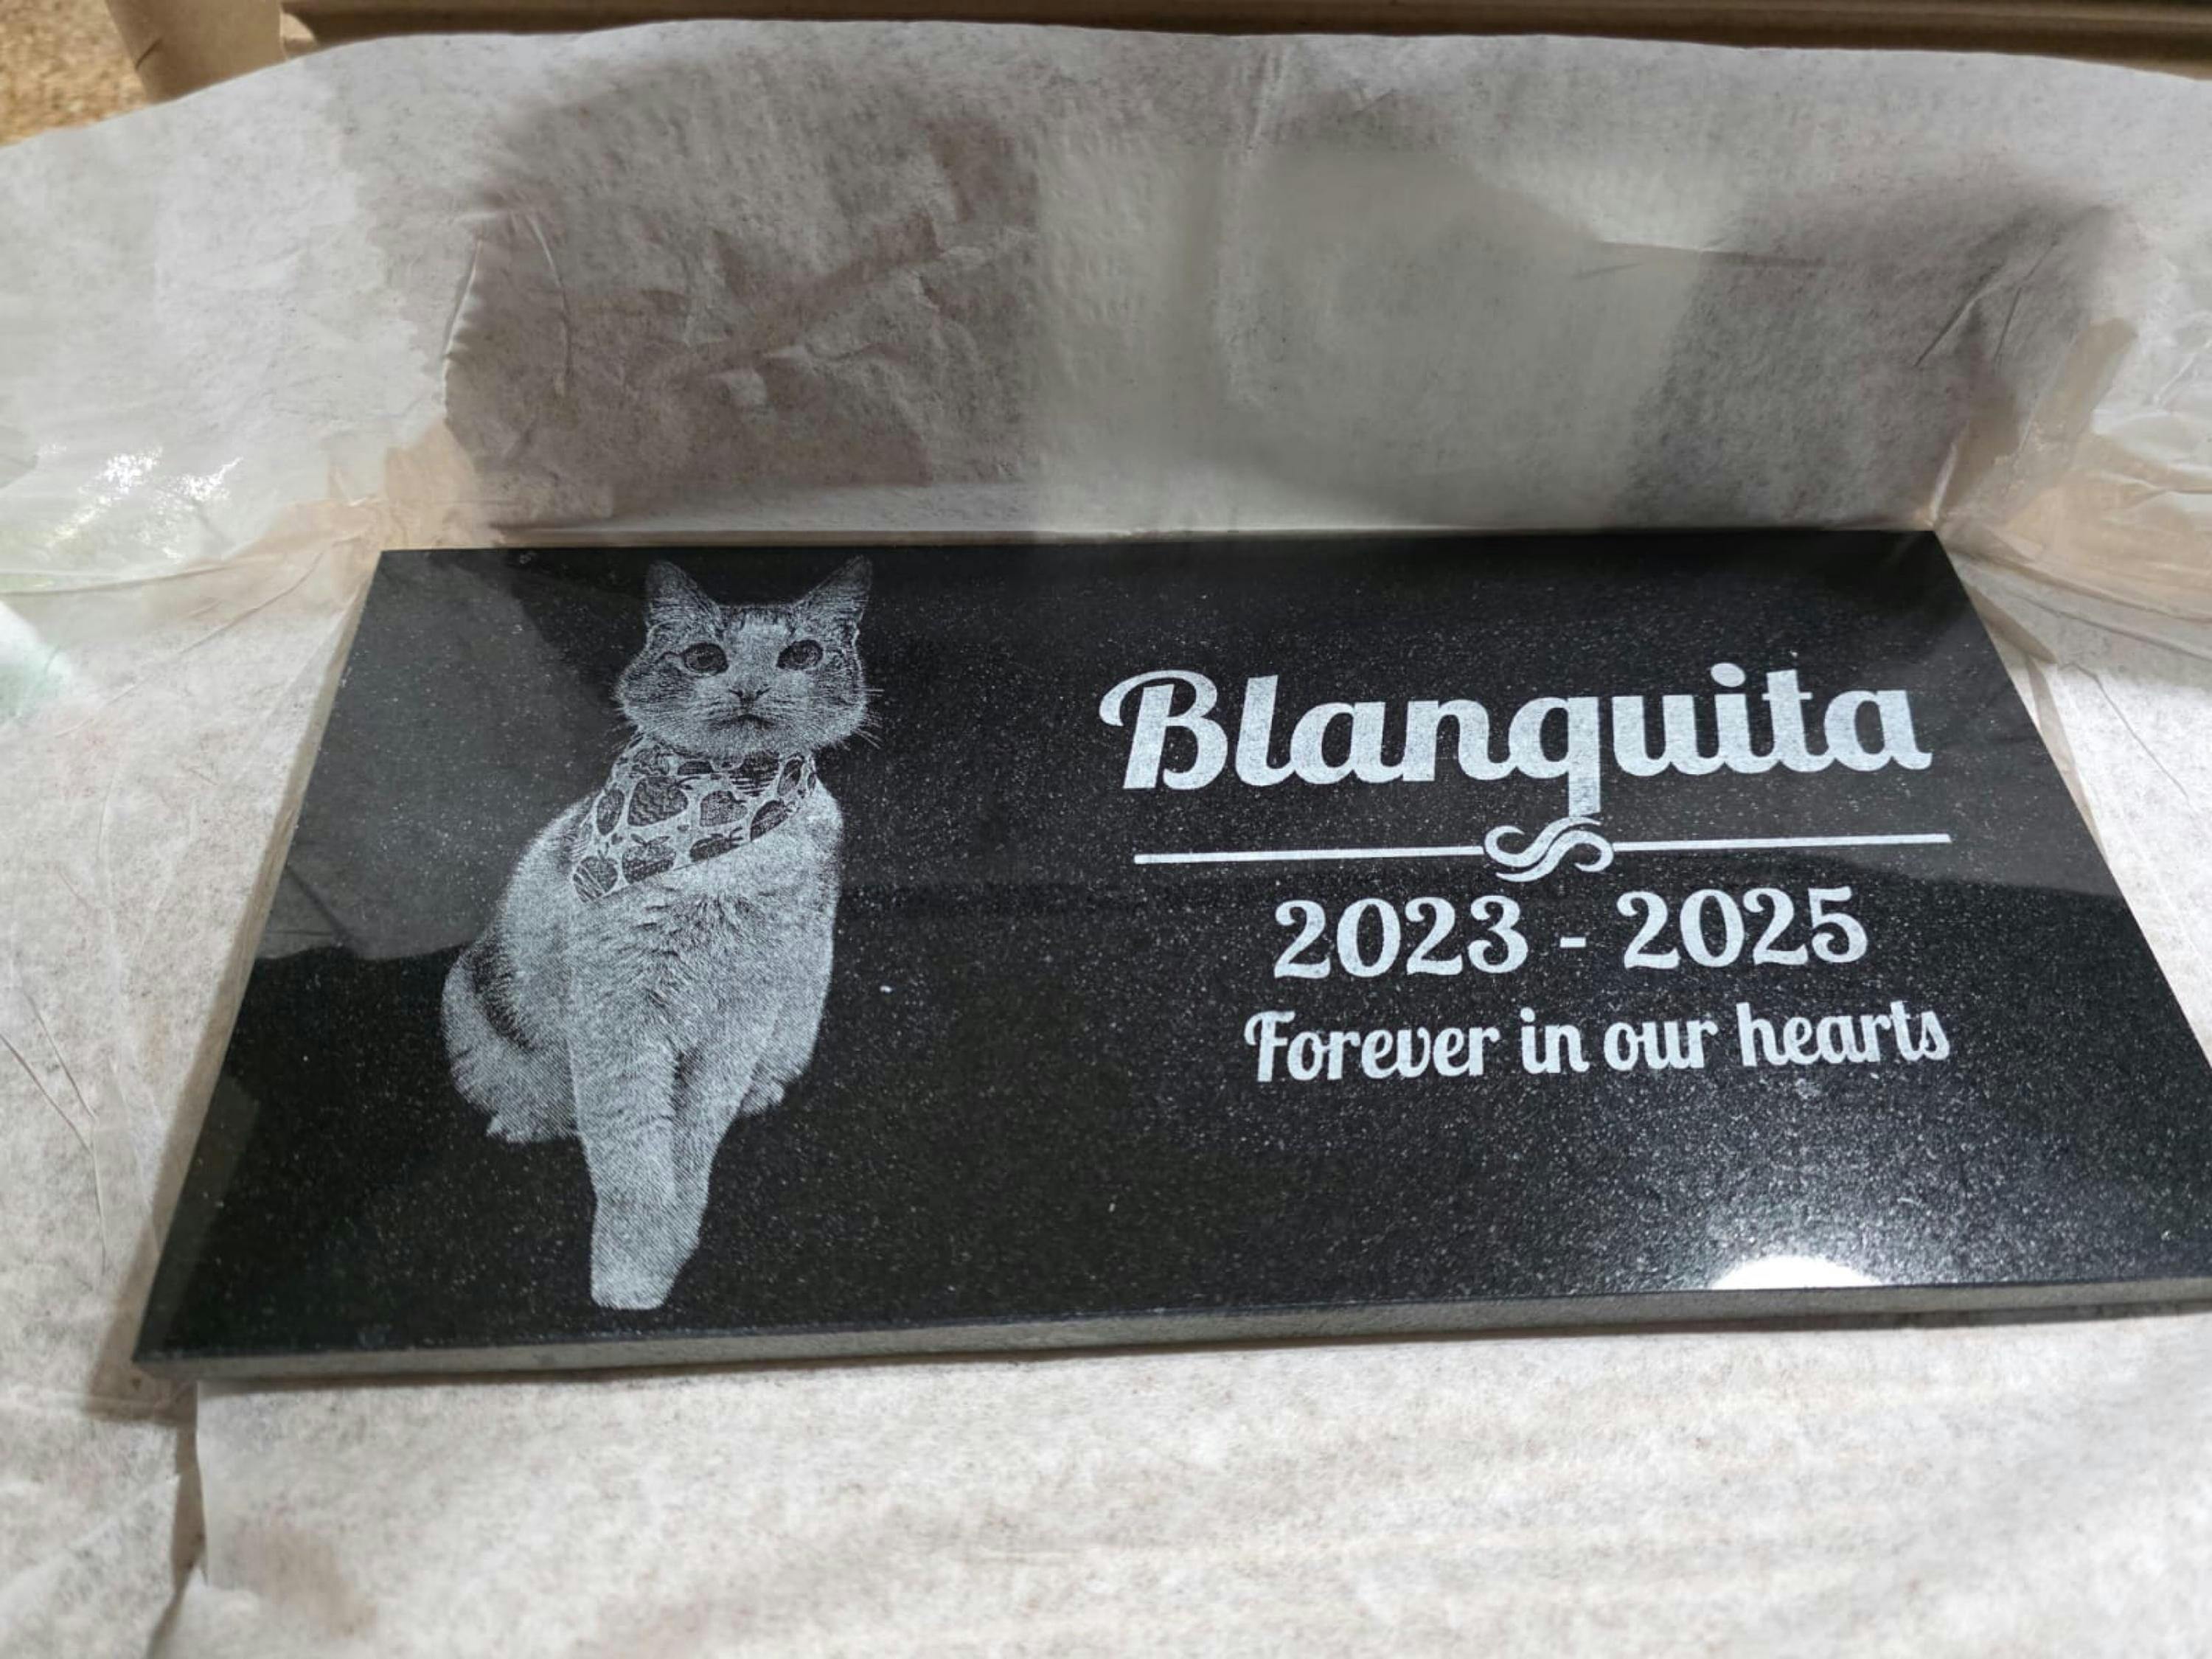 Blanquita
2023 - 2025
Forever in our hearts